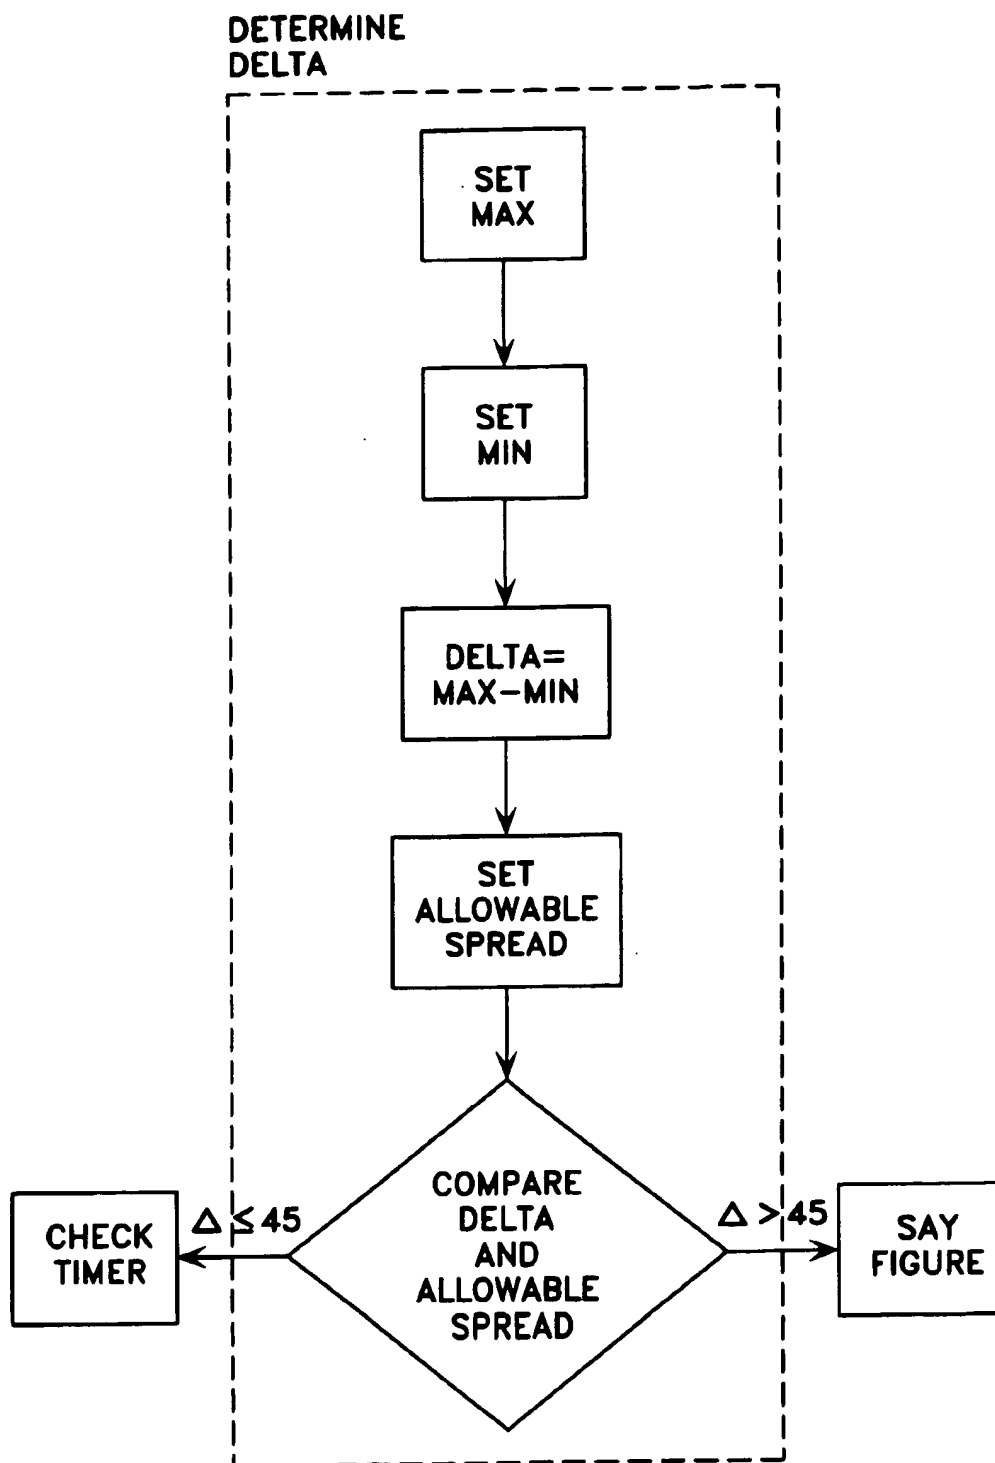 DETERMINE
DELTA
SET
MAX
SET
MIN
DELTA=
MAX-MIN
SET
ALLOWABLE
SPREAD
COMPARE
DELTA
AND
ALLOWABLE
SPREAD
Δ ≤ 45
CHECK
TIMER
Δ > 45
SAY
FIGURE